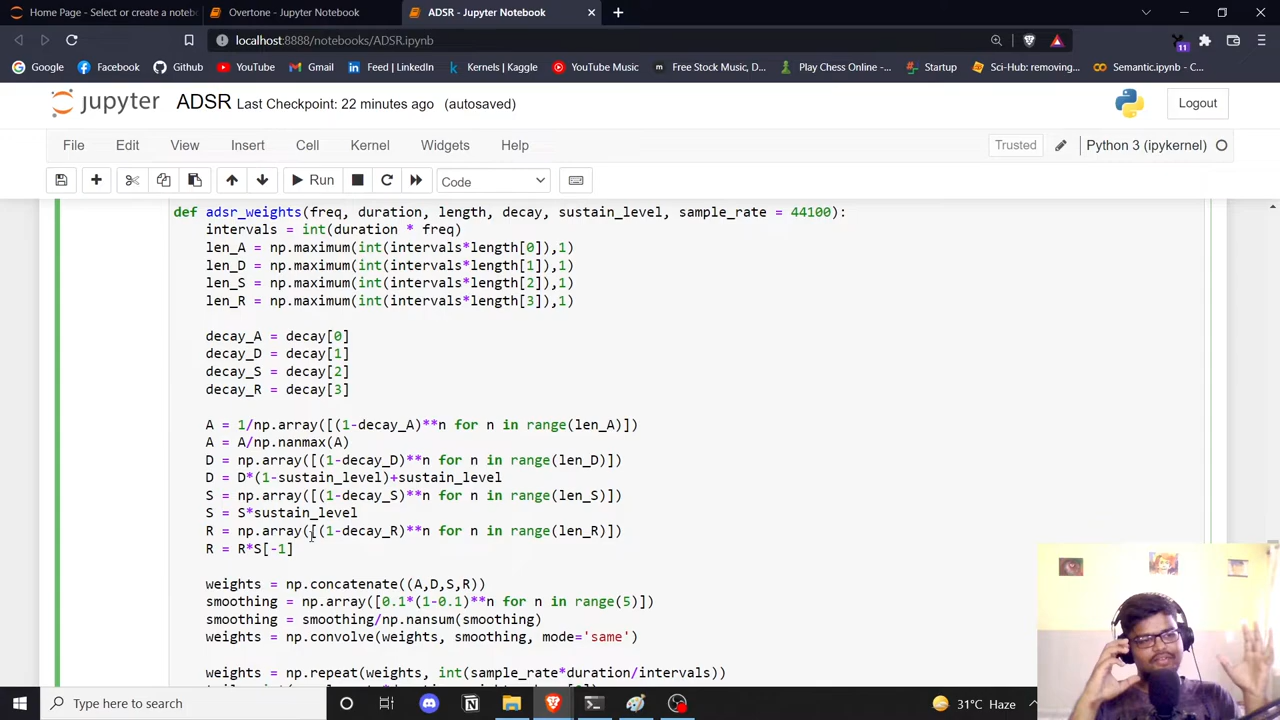 Home Page - Select or create a noteb
Overtone - Jupyter Notebook
ADSR - Jupyter Notebook
localhost:8888/notebooks/ADSR.ipynb
11
Google
Facebook
Github
YouTube
Gmail
Feed | LinkedIn
Kernels | Kaggle
YouTube Music
Free Stock Music, D...
Play Chess Online -...
Startup
Sci-Hub: removing...
Semantic.ipynb - C...
jupyter ADSR Last Checkpoint: 22 minutes ago (autosaved)
Logout
File Edit View Insert Cell Kernel Widgets Help
Trusted
Python 3 (ipykernel)
Run
Code
def adsr_weights(freq, duration, length, decay, sustain_level, sample_rate = 44100):
intervals = int(duration * freq)
len_A = np.maximum(int(intervals*length[0]),1)
len_D = np.maximum(int(intervals*length[1]),1)
len_S = np.maximum(int(intervals*length[2]),1)
len_R = np.maximum(int(intervals*length[3]),1)
decay_A = decay[0]
decay_D = decay[1]
decay_S = decay[2]
decay_R = decay[3]
A = 1/np.array([(1-decay_A)**n for n in range(len_A)])
A = A/np.nanmax(A)
D = np.array([(1-decay_D)**n for n in range(len_D)])
D = D*(1-sustain_level)+sustain_level
S = np.array([(1-decay_S)**n for n in range(len_S)])
S = S*sustain_level
R = np.array([(1-decay_R)**n for n in range(len_R)])
R = R*S[-1]
weights = np.concatenate((A,D,S,R))
smoothing = np.array([0.1*(1-0.1)**n for n in range(5)])
smoothing = smoothing/np.nansum(smoothing)
weights = np.convolve(weights, smoothing, mode='same')
weights = np.repeat(weights, int(sample_rate*duration/intervals))
Type here to search
31°C Haze